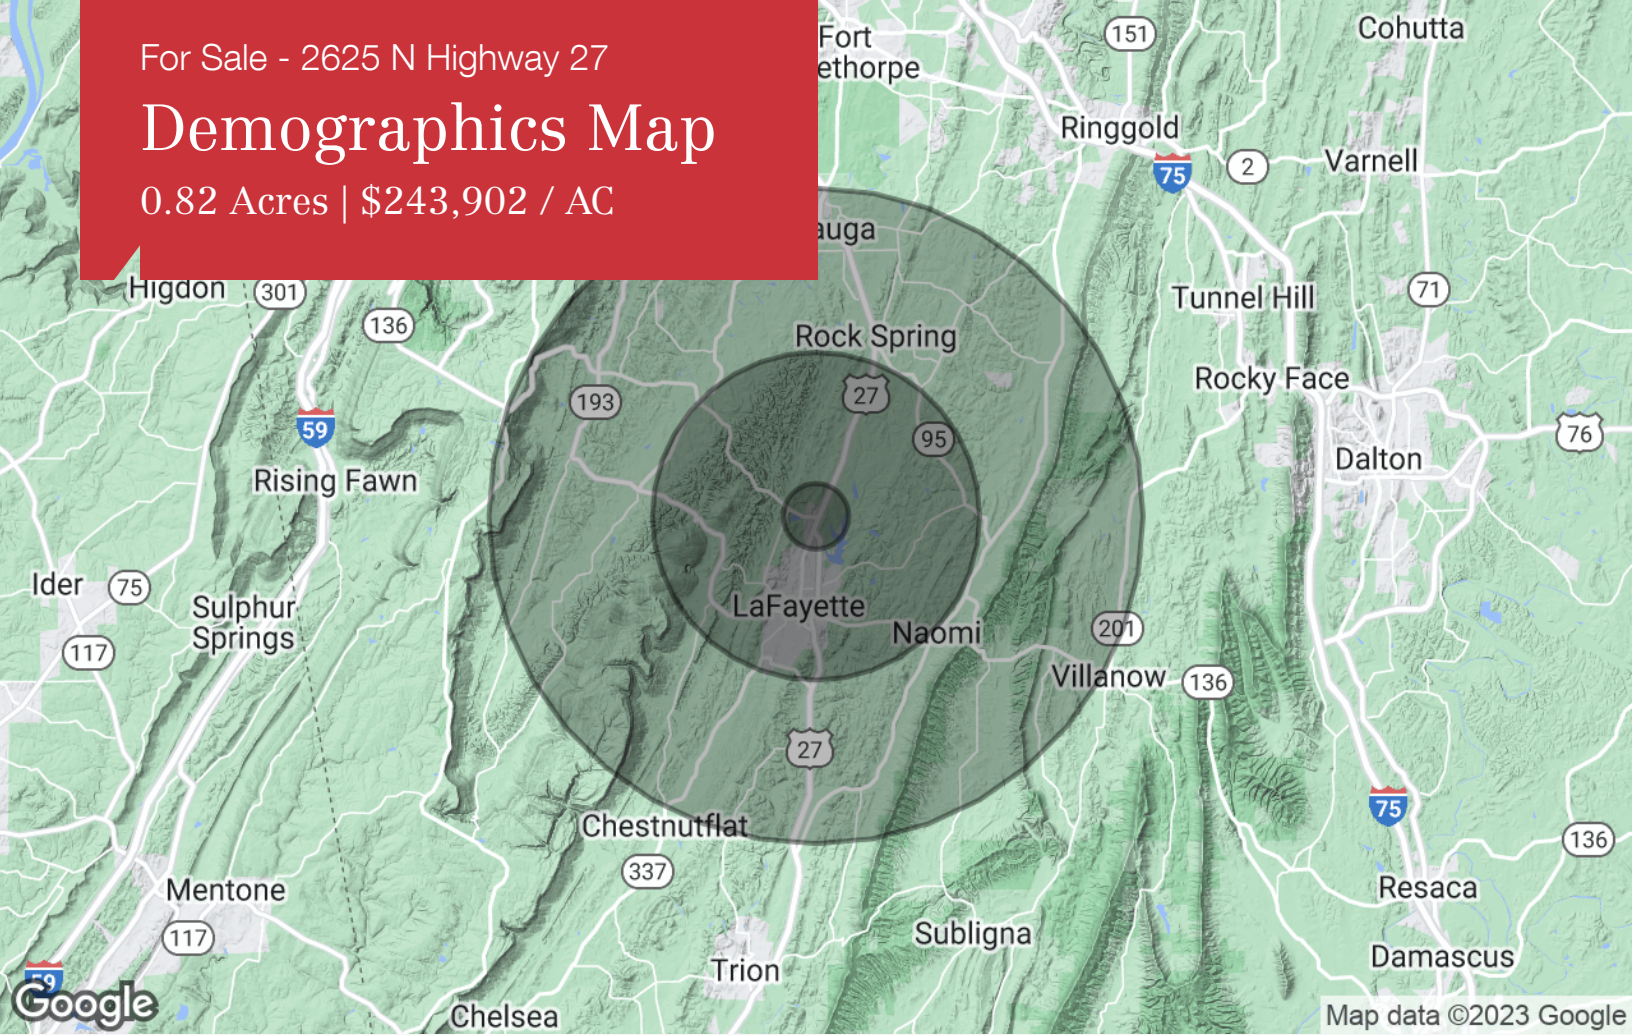 For Sale - 2625 N Highway 27
Demographics Map
0.82 Acres | $243,902 / AC
Fort
ethorpe
151
Cohutta
Ringgold
75
2
Varnell
auga
Higdon
301
136
Tunnel Hill
71
Rock Spring
Rocky Face
193
27
95
59
76
Dalton
Rising Fawn
Ider
75
Sulphur
Springs
LaFayette
Naomi
201
117
Villanow
136
27
75
Chestnutflat
136
337
Mentone
Resaca
117
Subligna
Damascus
Trion
59
Google
Chelsea
Map data ©2023 Google